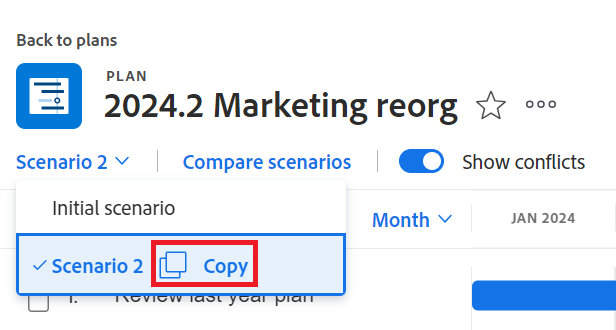 Back to plans
PLAN
2024.2 Marketing reorg
Scenario 2 Compare scenarios Show conflicts
Initial scenario
Month JAN 2024
Scenario 2 Copy
1. Review last year plan